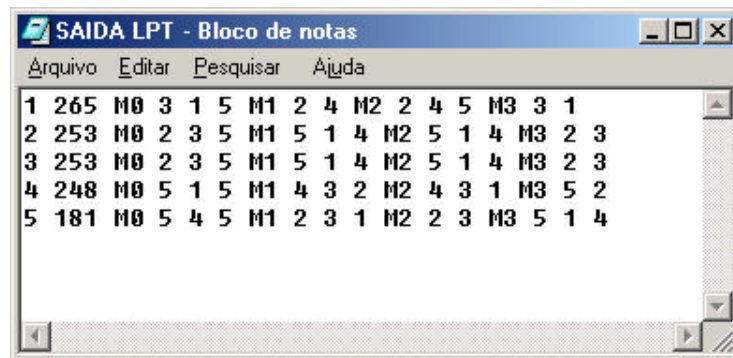 SAIDA LPT - Bloco de notas
Arquivo Editar Pesquisar Ajuda
1 265 M0 3 1 5 M1 2 4 M2 2 4 5 M3 3 1
2 253 M0 2 3 5 M1 5 1 4 M2 5 1 4 M3 2 3
3 253 M0 2 3 5 M1 5 1 4 M2 5 1 4 M3 2 3
4 248 M0 5 1 5 M1 4 3 2 M2 4 3 1 M3 5 2
5 181 M0 5 4 5 M1 2 3 1 M2 2 3 M3 5 1 4